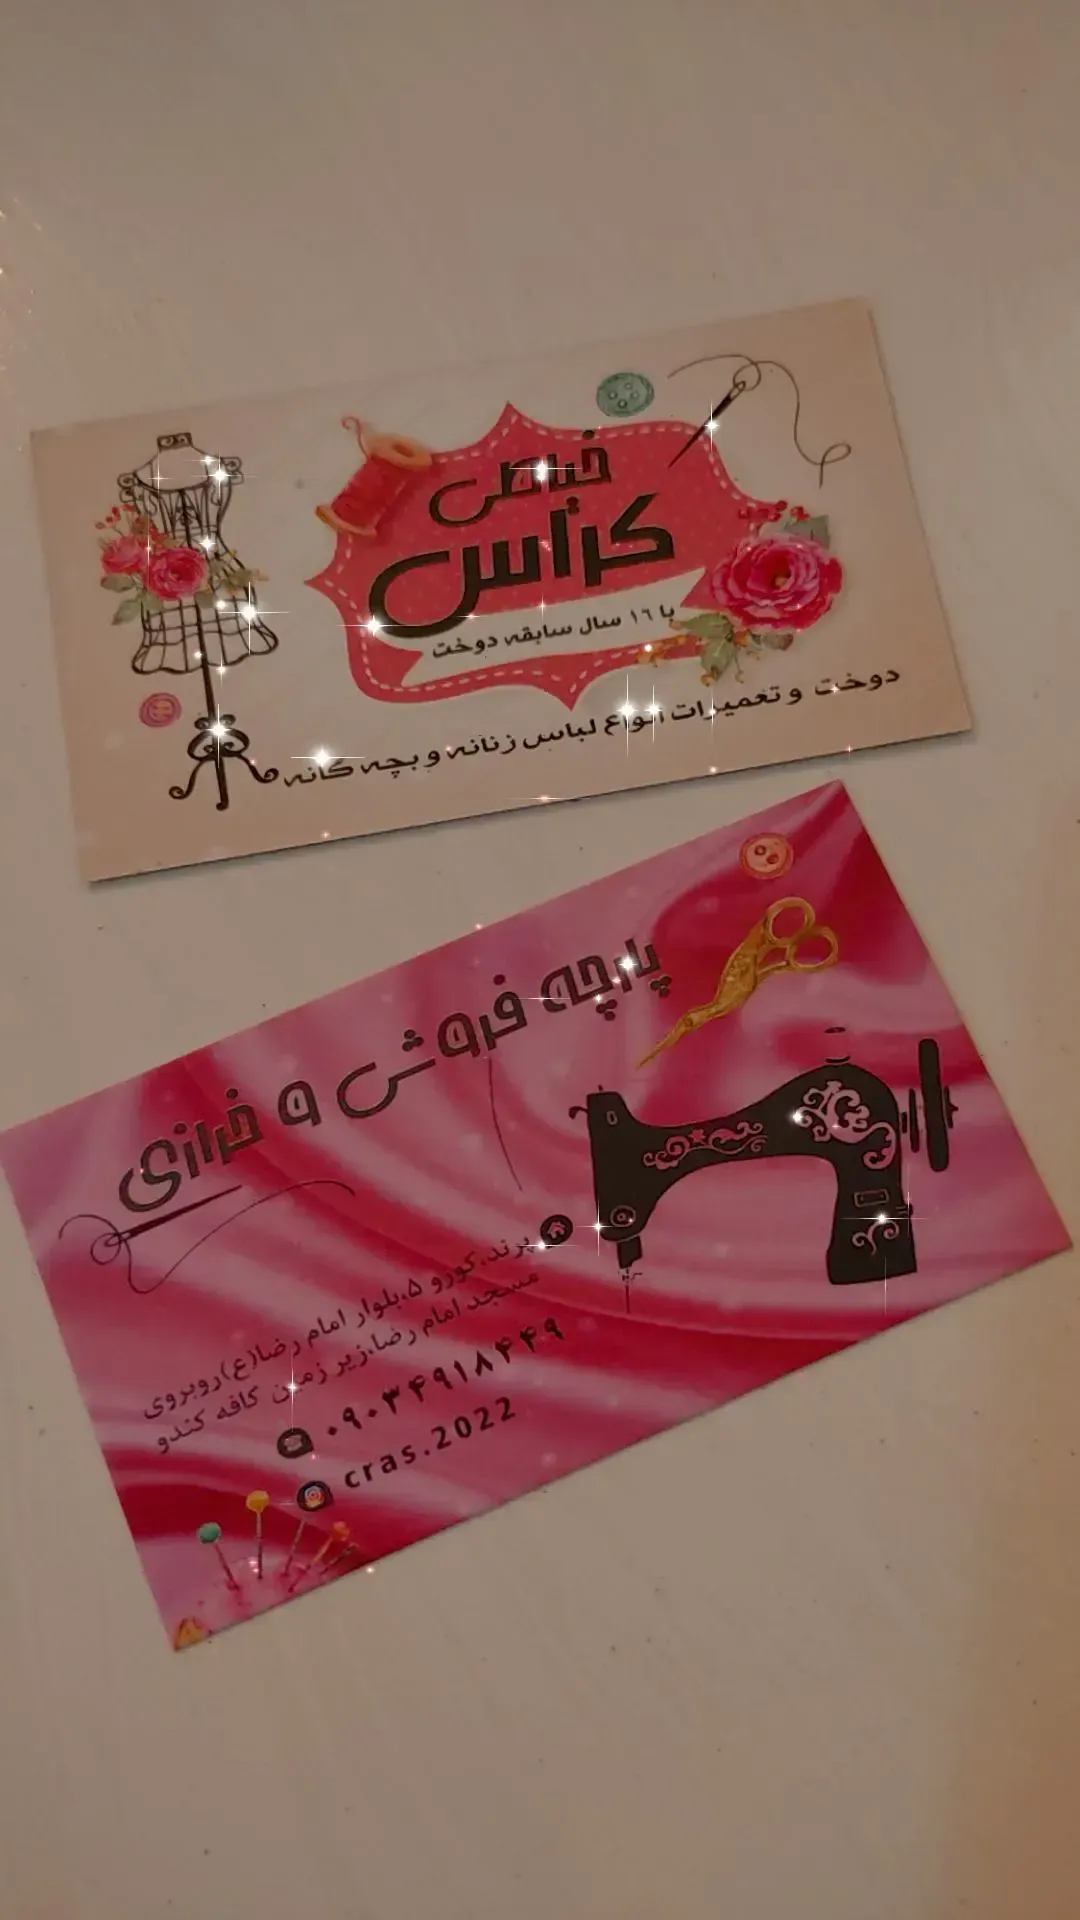 خیاطی
کراس
با ۱۶ سال سابقه دوخت
دوخت و تعمیرات انواع لباس زنانه و بچه گانه
پارچه فروشی و خرازی
پرند، کوزو ۵، بلوار امام رضا(ع) روبروی
مسجد امام رضا، زیر زمین کافه کندو
۰۹۰۳۴۹۱۸۴۴۹
cras.2022